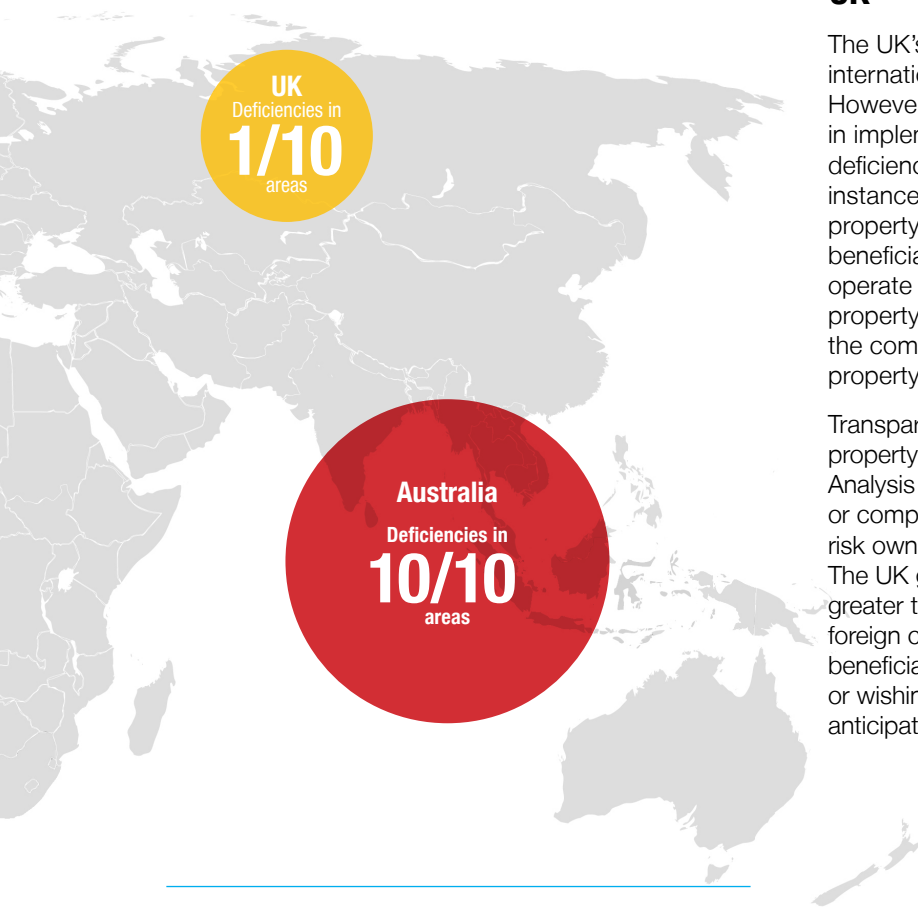 UK
Deficiencies in
1/10
areas
Australia
Deficiencies in
10/10
areas
UK
The UK's
internatio
Howeve
in impler
deficienc
instance
property
beneficia
operate
property
the com
property
Transpar
property
Analysis
or comp
risk own
The UK g
greater t
foreign c
beneficia
or wishin
anticipat